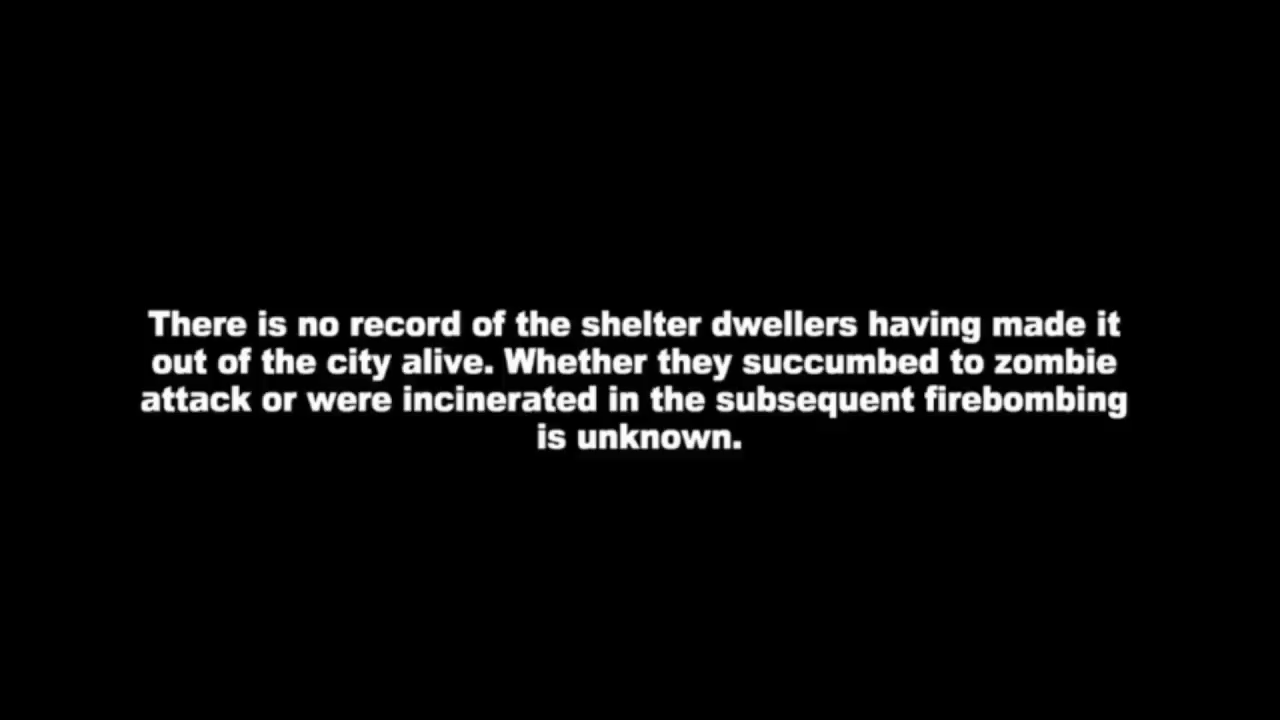 There is no record of the shelter dwellers having made it
out of the city alive. Whether they succumbed to zombie
attack or were incinerated in the subsequent firebombing
is unknown.